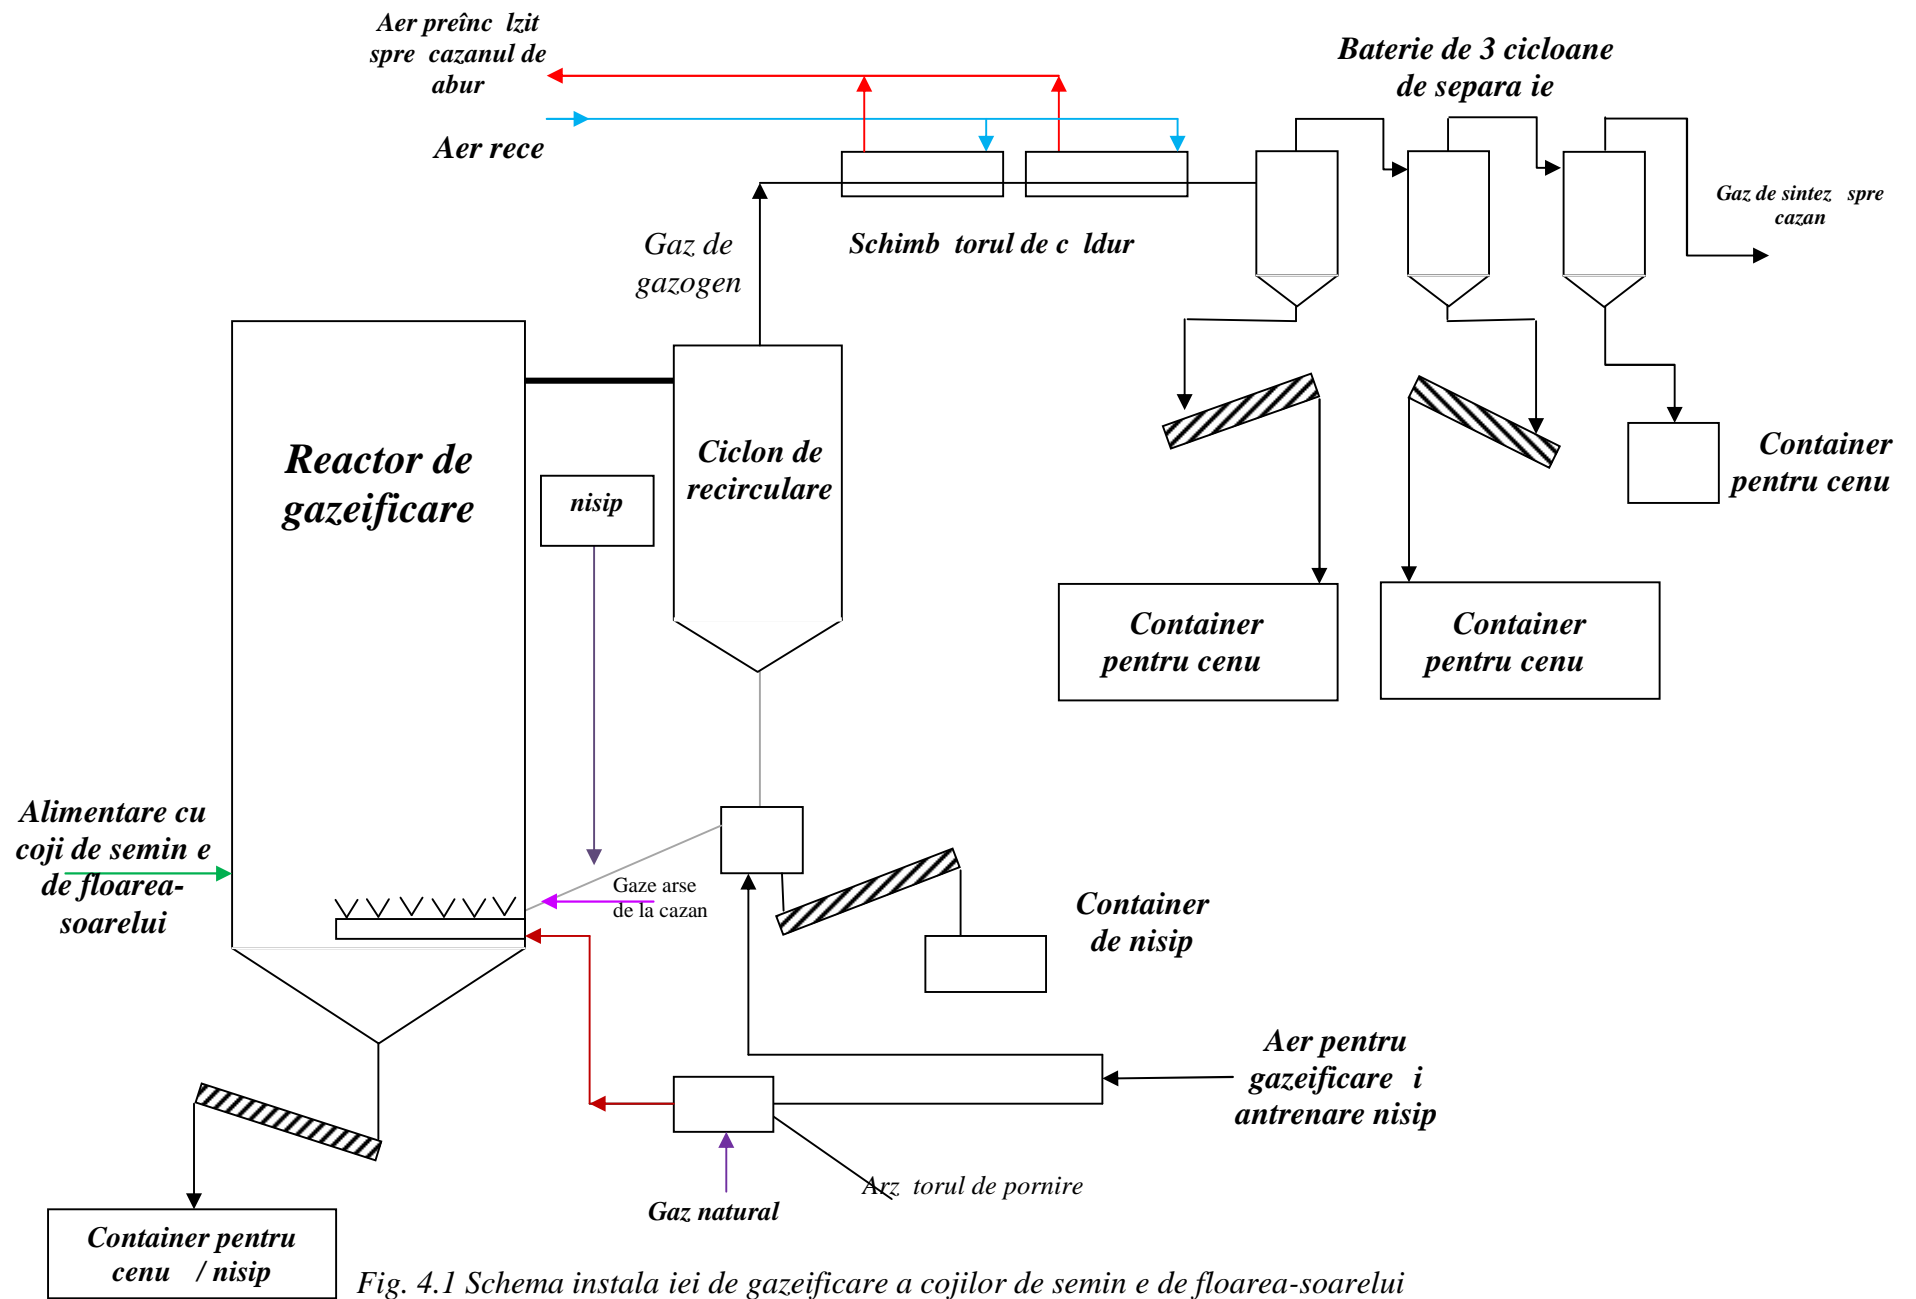 Aer preînc lzit
spre cazanul de
abur
Aer rece
Baterie de 3 cicloane
de separa ie
Gaz de sintez spre
cazan
Gaz de
gazogen
Schimb torul de c ldur
Reactor de
gazeificare
nisip
Ciclon de
recirculare
Container
pentru cenu
Container
pentru cenu
Container
pentru cenu
Alimentare cu
coji de semin e
de floarea-
soarelui
Gaze arse
de la cazan
Container
de nisip
Aer pentru
gazeificare i
antrenare nisip
Arz torul de pornire
Gaz natural
Container pentru
cenu / nisip
Fig. 4.1 Schema instala iei de gazeificare a cojilor de semin e de floarea-soarelui